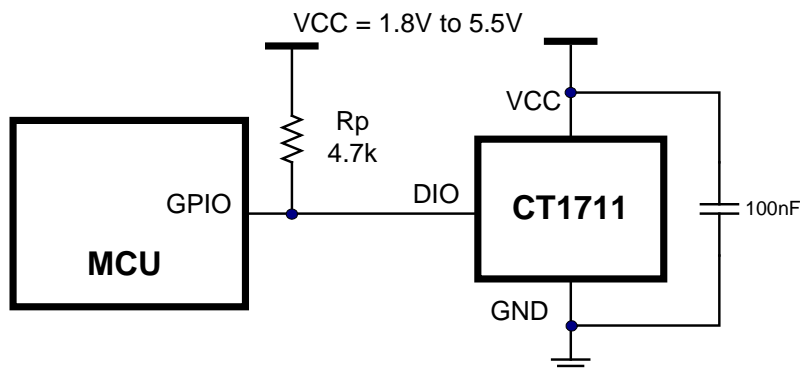 VCC = 1.8V to 5.5V
VCC
Rp
4.7k
GPIO
DIO
CT1711
100nF
MCU
GND